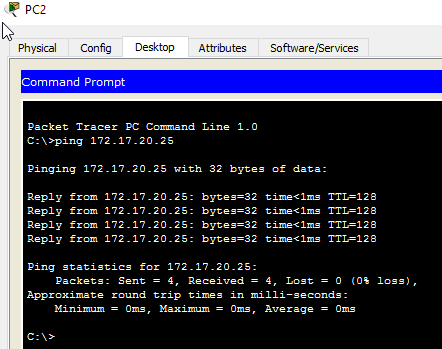 PC2
Physical Config Desktop Attributes Software/Services
Command Prompt
Packet Tracer PC Command Line 1.0
C:\>ping 172.17.20.25
Pinging 172.17.20.25 with 32 bytes of data:
Reply from 172.17.20.25: bytes=32 time<1ms TTL=128
Reply from 172.17.20.25: bytes=32 time<1ms TTL=128
Reply from 172.17.20.25: bytes=32 time<1ms TTL=128
Reply from 172.17.20.25: bytes=32 time<1ms TTL=128
Ping statistics for 172.17.20.25:
Packets: Sent = 4, Received = 4, Lost = 0 (0% loss),
Approximate round trip times in milli-seconds:
Minimum = 0ms, Maximum = 0ms, Average = 0ms
C:\>